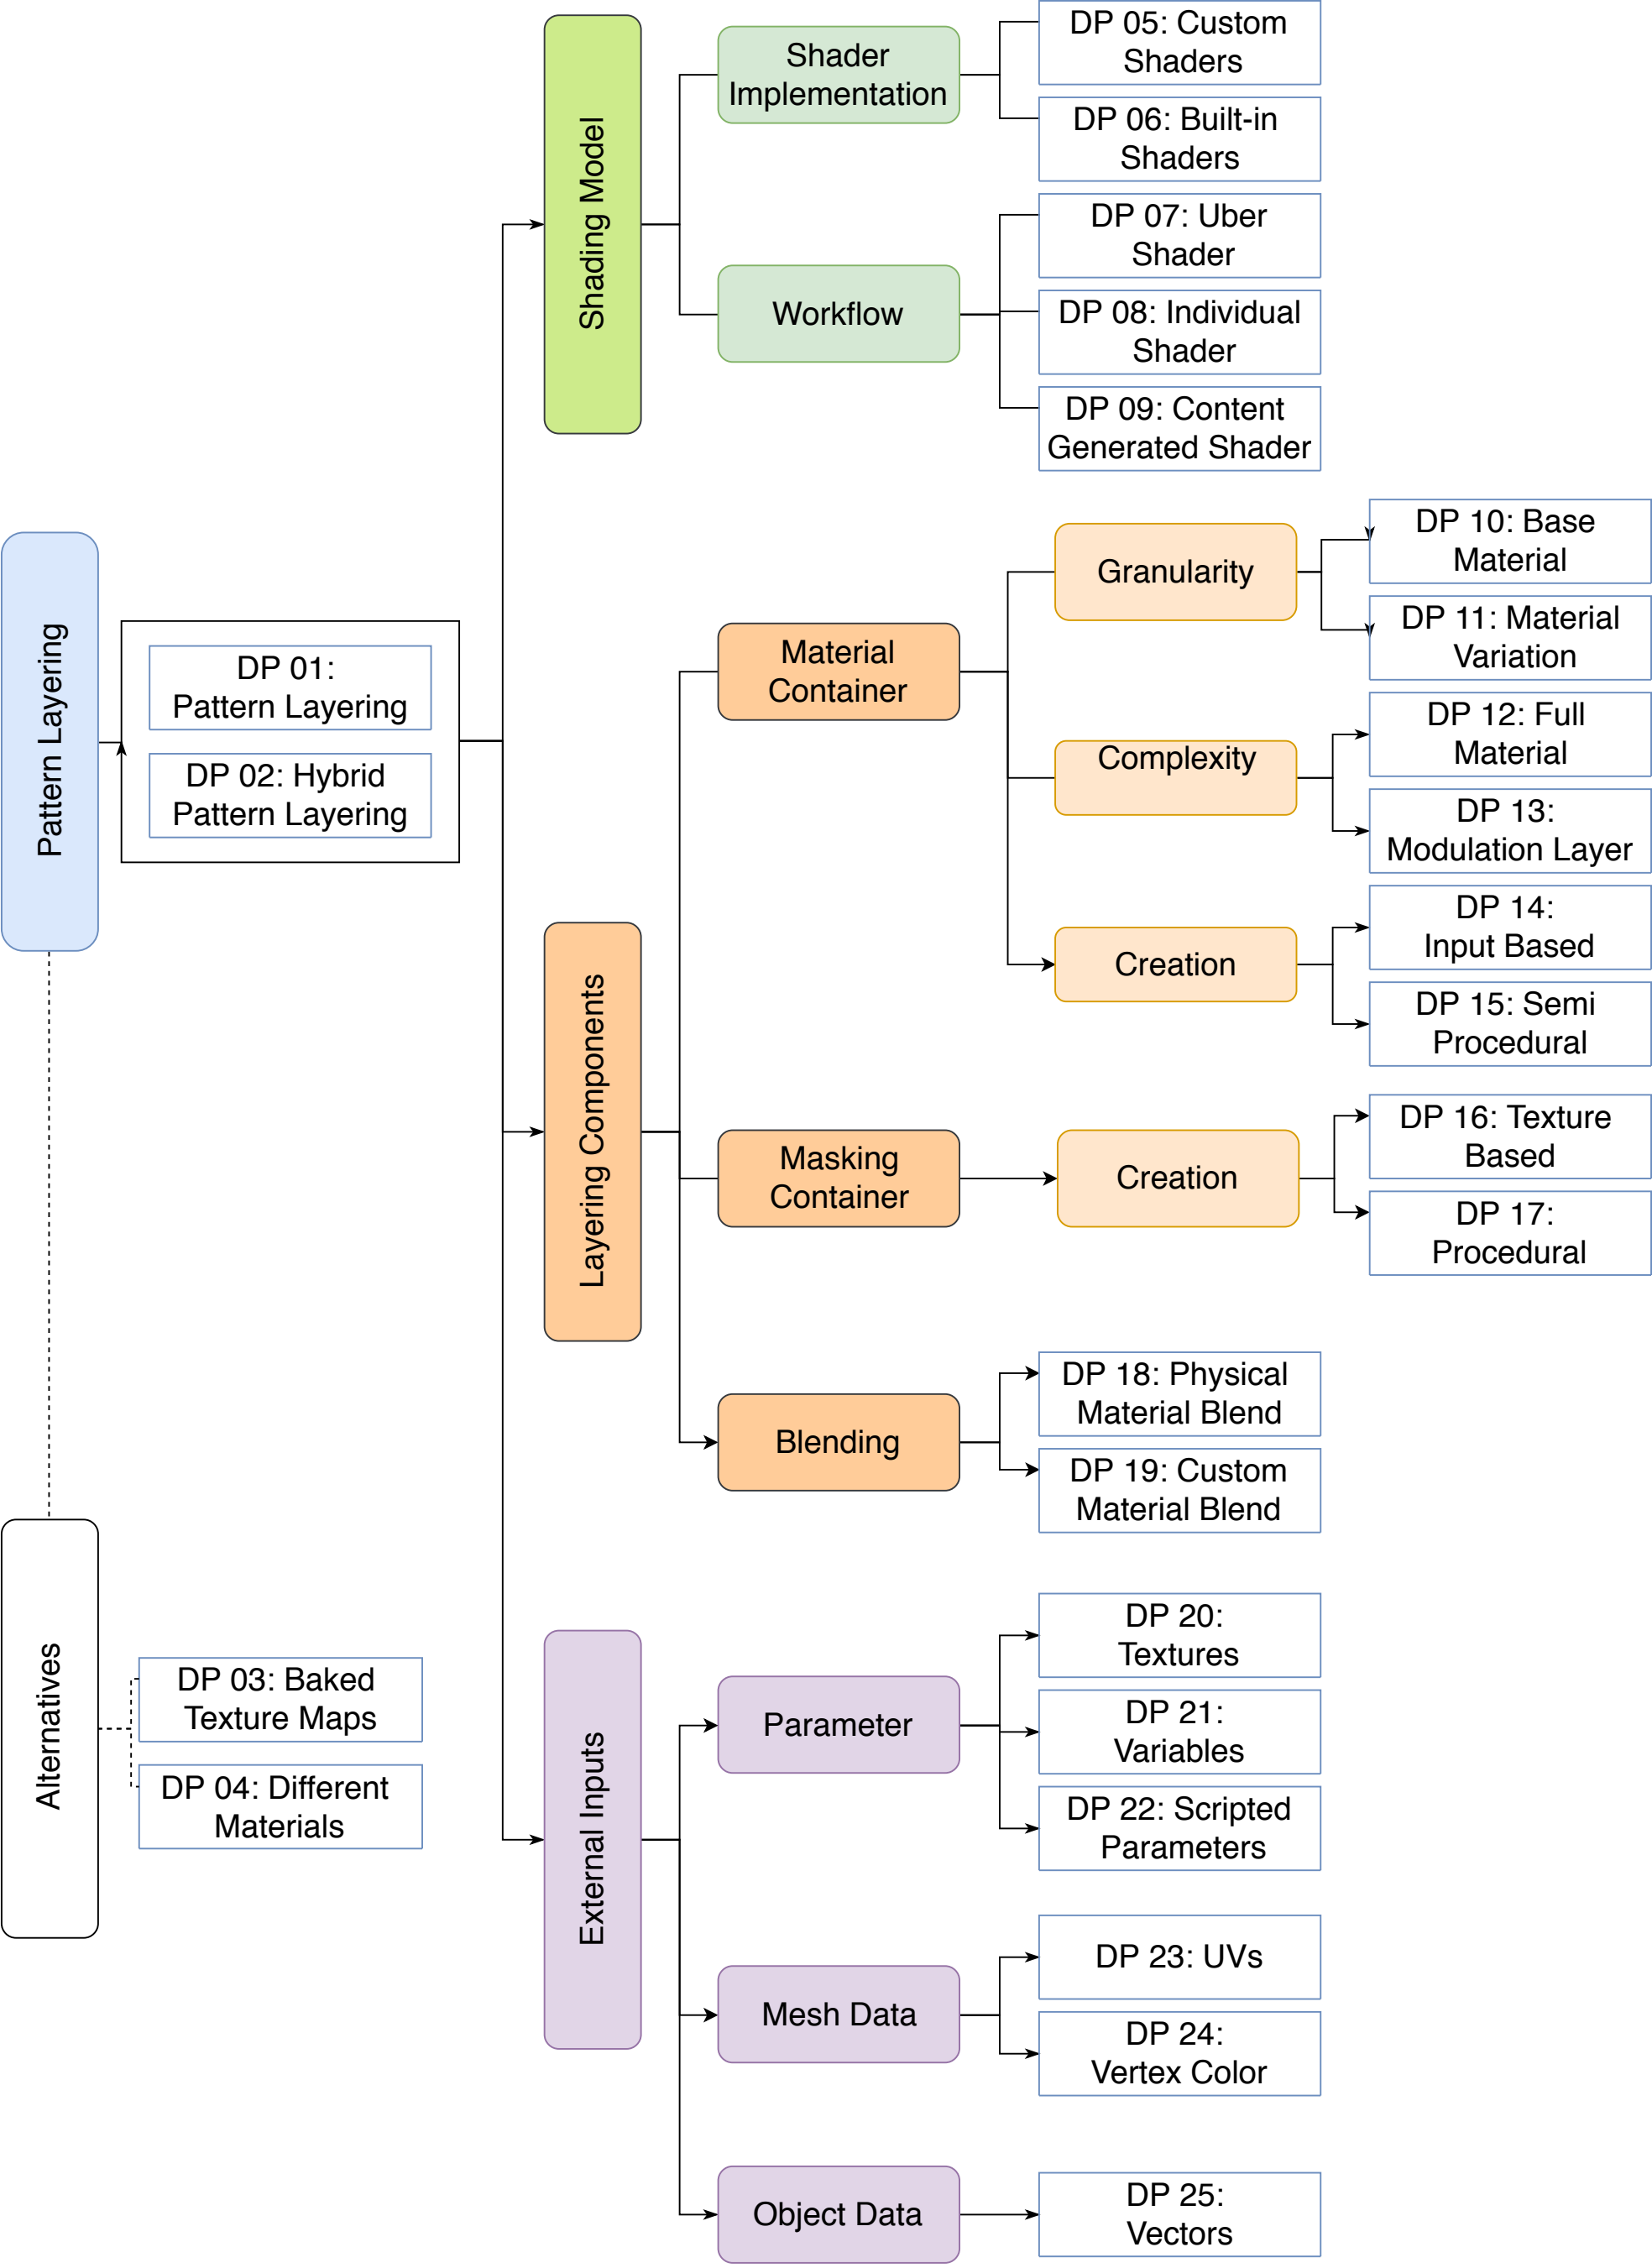 Pattern Layering
DP 01:
Pattern Layering
DP 02: Hybrid
Pattern Layering
Alternatives
DP 03: Baked
Texture Maps
DP 04: Different
Materials
Shading Model
Shader
Implementation
DP 05: Custom
Shaders
DP 06: Built-in
Shaders
Workflow
DP 07: Uber
Shader
DP 08: Individual
Shader
DP 09: Content
Generated Shader
Layering Components
Material
Container
Granularity
DP 10: Base
Material
DP 11: Material
Variation
Complexity
DP 12: Full
Material
DP 13:
Modulation Layer
Creation
DP 14:
Input Based
DP 15: Semi
Procedural
Masking
Container
Creation
DP 16: Texture
Based
DP 17:
Procedural
Blending
DP 18: Physical
Material Blend
DP 19: Custom
Material Blend
External Inputs
Parameter
DP 20:
Textures
DP 21:
Variables
DP 22: Scripted
Parameters
Mesh Data
DP 23: UVs
DP 24:
Vertex Color
Object Data
DP 25:
Vectors